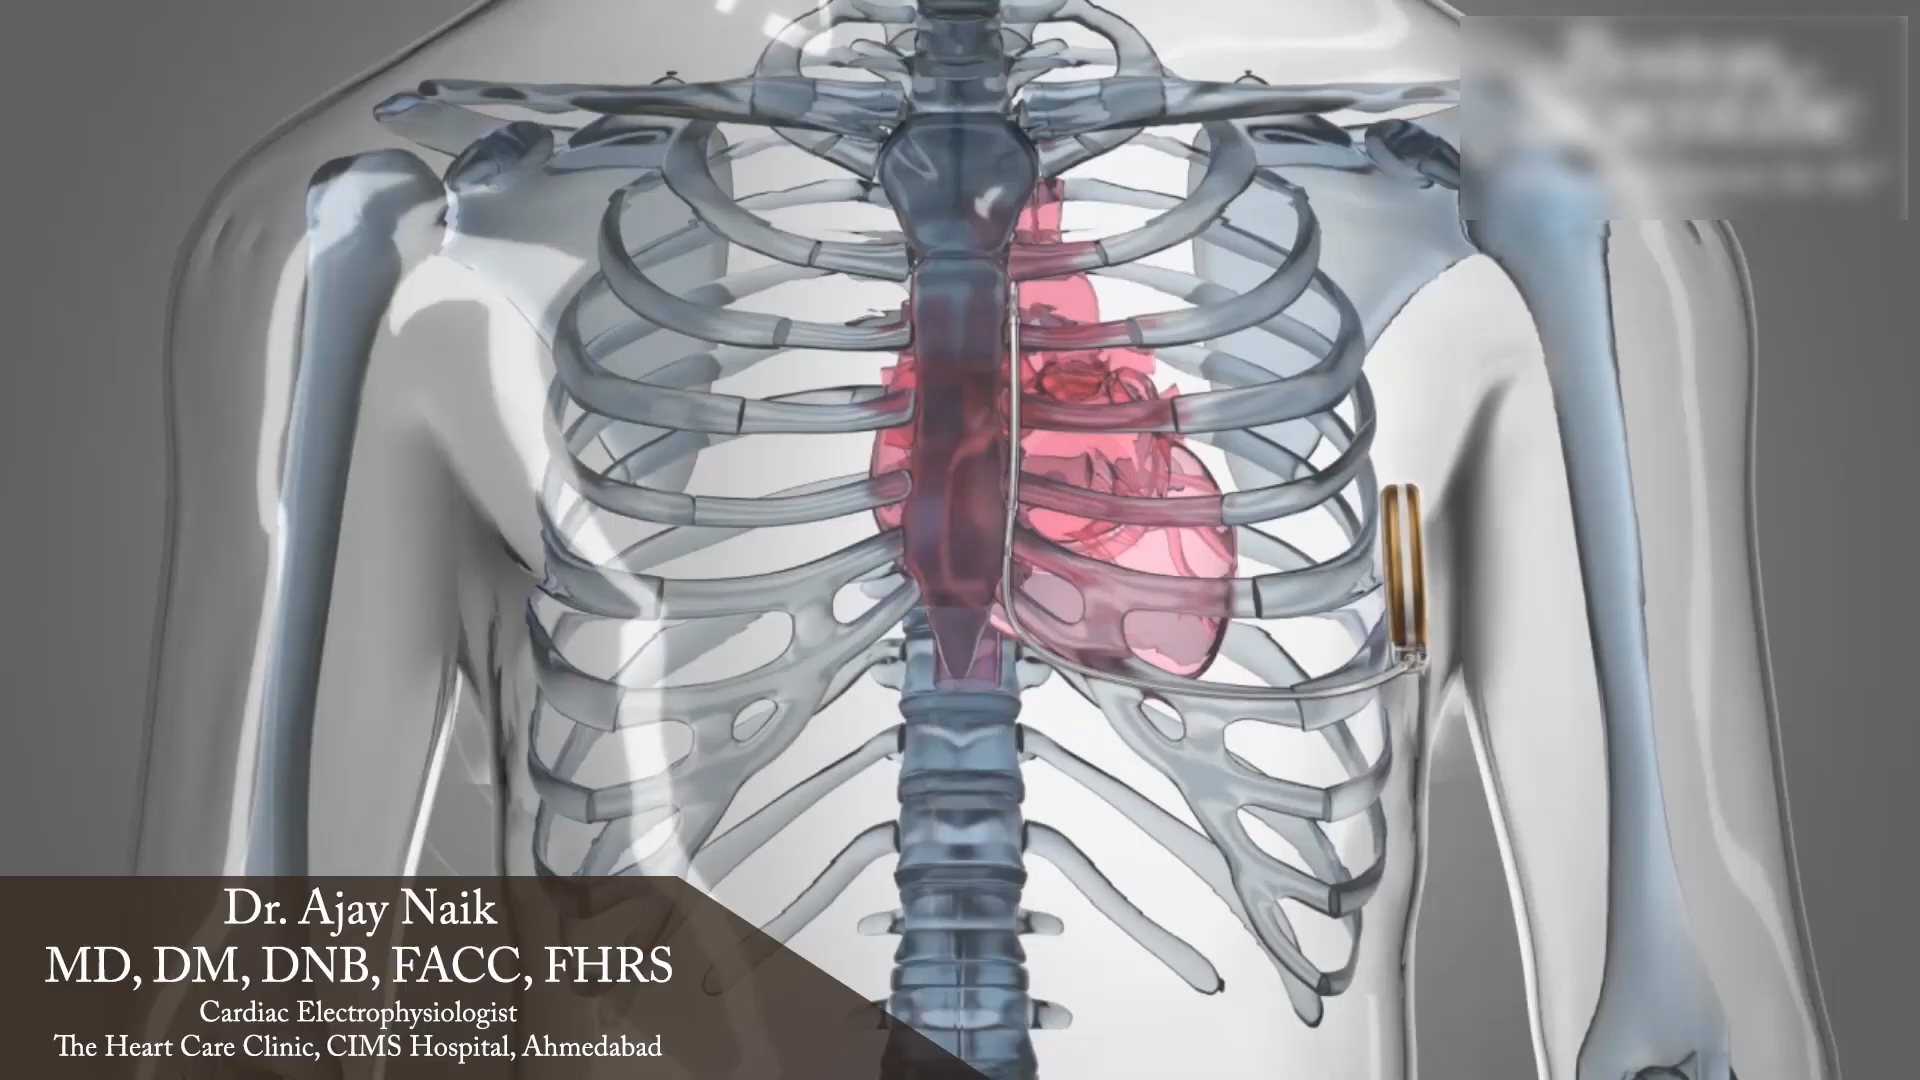 Dr. Ajay Naik
MD, DM, DNB, FACC, FHRS
Cardiac Electrophysiologist
The Heart Care Clinic, CIMS Hospital, Ahmedabad